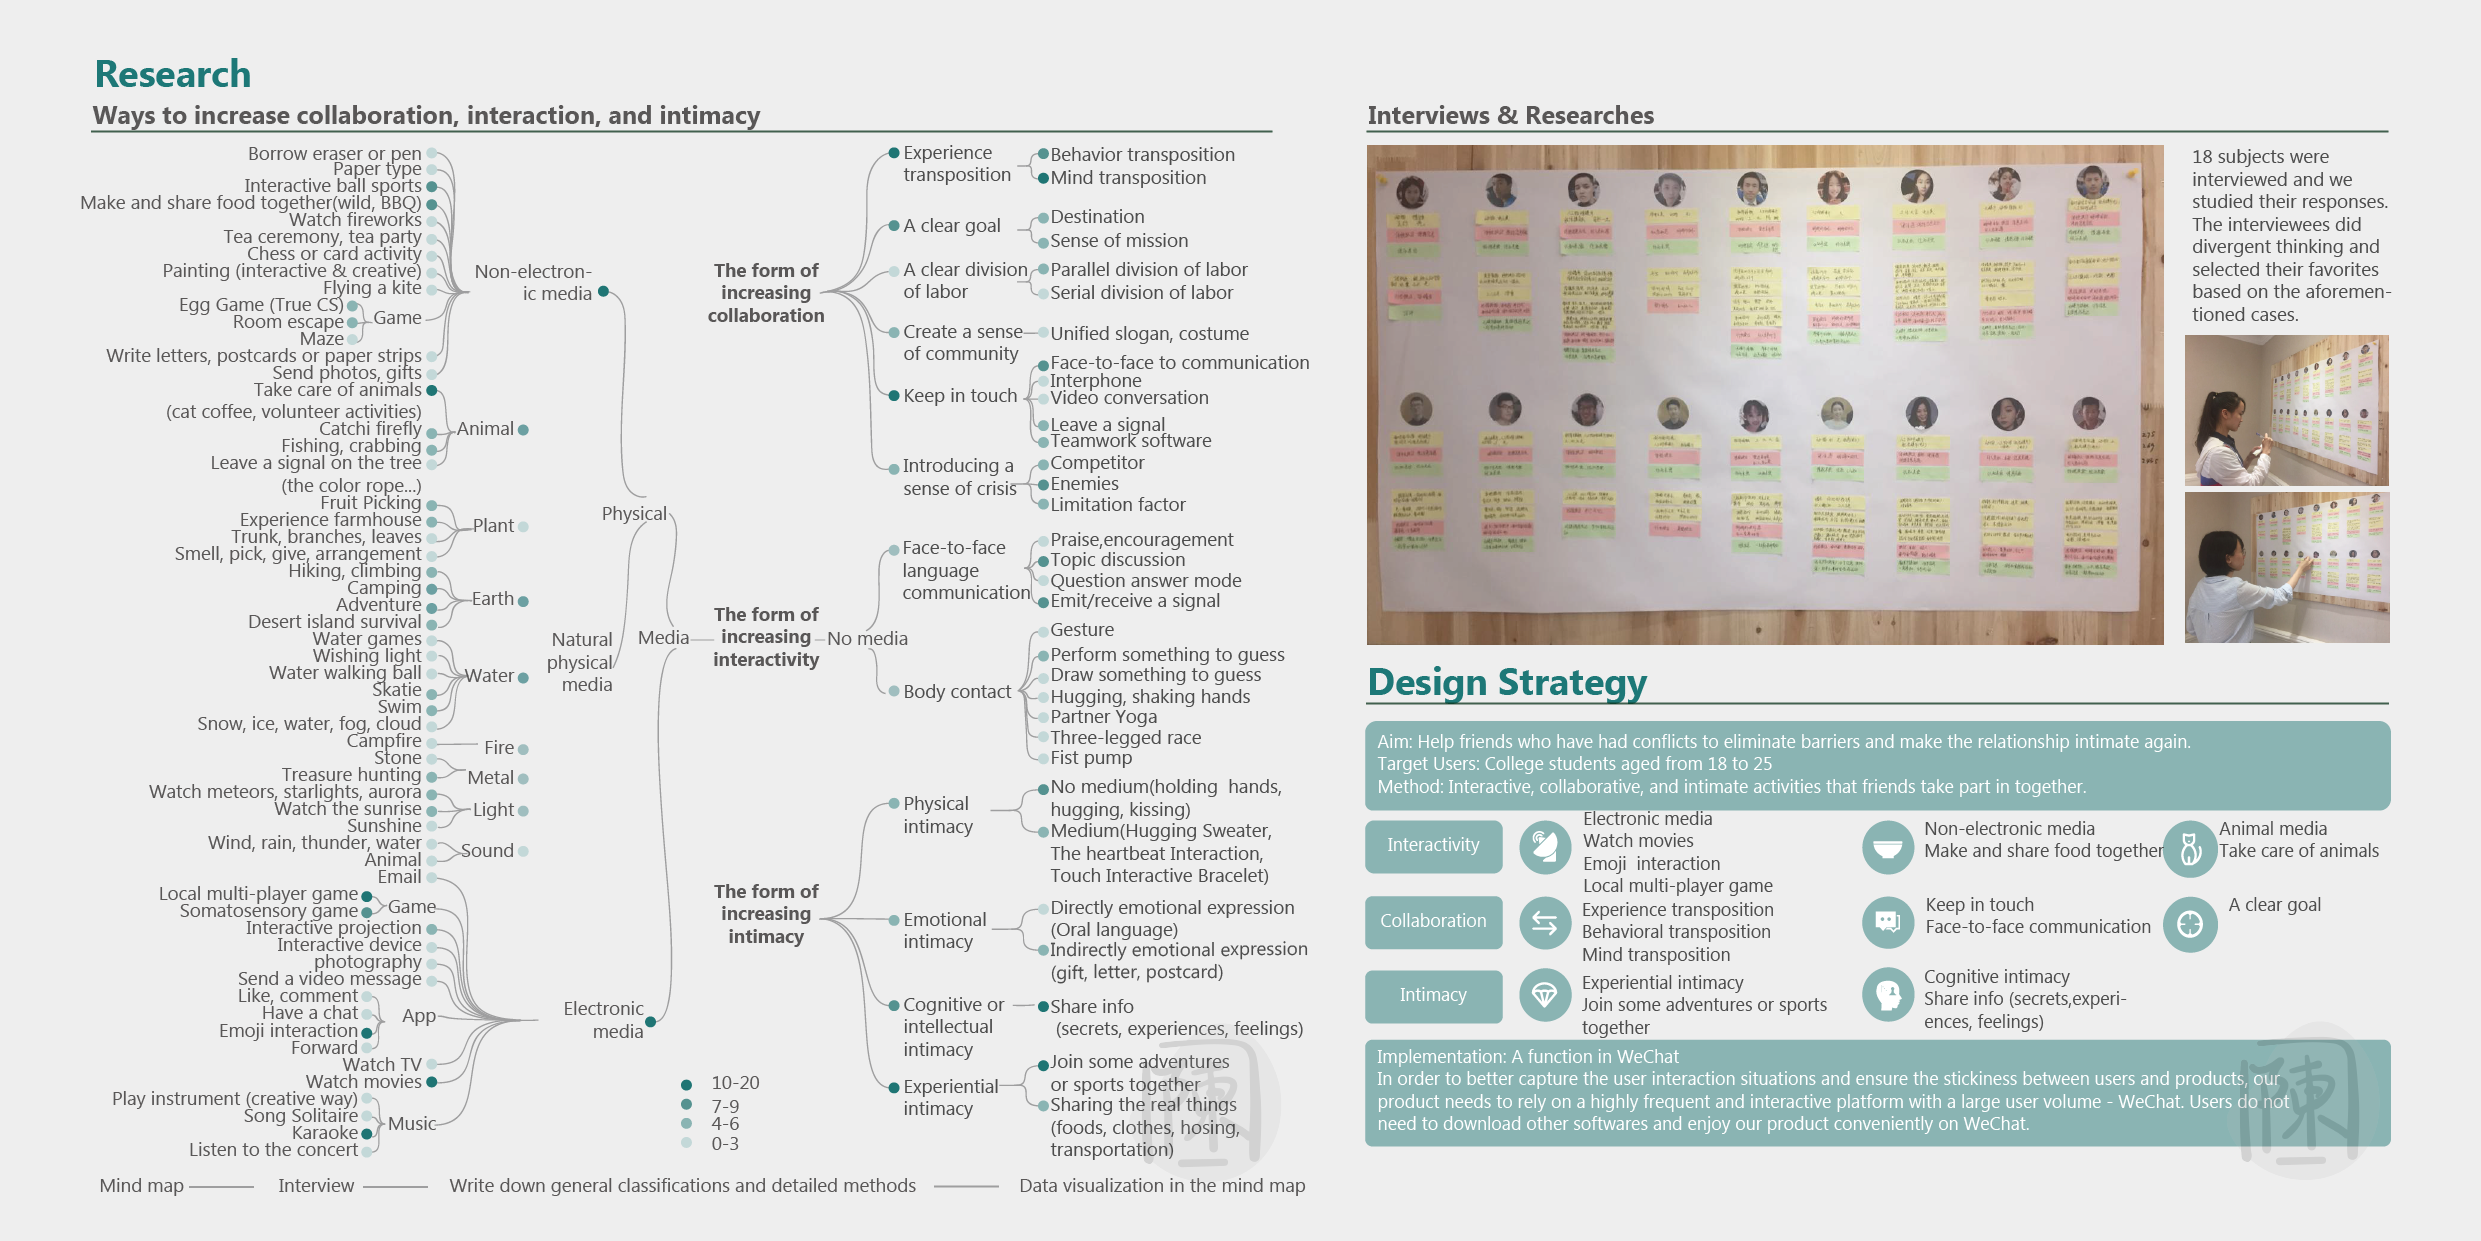 Research
Ways to increase collaboration, interaction, and intimacy
Borrow eraser or pen
Paper type
Interactive ball sports
Make and share food together(wild, BBQ)
Watch fireworks
Tea ceremony, tea party
Chess or card activity
Painting (interactive & creative)
Flying a kite
Egg Game (True CS)
Room escape
Maze
Game
Write letters, postcards or paper strips
Send photos, gifts
Non-electron-
ic media
Take care of animals
(cat coffee, volunteer activities)
Catchi firefly
Fishing, crabbing
Leave a signal on the tree
(the color rope...)
Animal
Fruit Picking
Experience farmhouse
Trunk, branches, leaves
Smell, pick, give, arrangement
Plant
Hiking, climbing
Camping
Adventure
Desert island survival
Earth
Water games
Wishing light
Water walking ball
Skatie
Swim
Snow, ice, water, fog, cloud
Water
Campfire
Fire
Stone
Treasure hunting
Metal
Watch meteors, starlights, aurora
Watch the sunrise
Sunshine
Light
Wind, rain, thunder, water
Animal
Sound
Natural
physical
media
Physical
Email
Local multi-player game
Somatosensory game
Game
Interactive projection
Interactive device
photography
Send a video message
Like, comment
Have a chat
Emoji interaction
Forward
App
Watch TV
Watch movies
Play instrument (creative way)
Song Solitaire
Karaoke
Listen to the concert
Music
Electronic
media
Media
10-20
7-9
4-6
0-3
The form of
increasing
collaboration
Experience
transposition
Behavior transposition
Mind transposition
A clear goal
Destination
Sense of mission
A clear division
of labor
Parallel division of labor
Serial division of labor
Create a sense
of community
Unified slogan, costume
Keep in touch
Face-to-face to communication
Interphone
Video conversation
Leave a signal
Teamwork software
Introducing a
sense of crisis
Competitor
Enemies
Limitation factor
The form of
increasing
interactivity
No media
Face-to-face
language
communication
Praise,encouragement
Topic discussion
Question answer mode
Emit/receive a signal
Body contact
Gesture
Perform something to guess
Draw something to guess
Hugging, shaking hands
Partner Yoga
Three-legged race
Fist pump
The form of
increasing
intimacy
Physical
intimacy
No medium(holding hands,
hugging, kissing)
Medium(Hugging Sweater,
The heartbeat Interaction,
Touch Interactive Bracelet)
Emotional
intimacy
Directly emotional expression
(Oral language)
Indirectly emotional expression
(gift, letter, postcard)
Cognitive or
intellectual
intimacy
Share info
(secrets, experiences, feelings)
Experiential
intimacy
Join some adventures
or sports together
Sharing the real things
(foods, clothes, hosing,
transportation)
Mind map
Interview
Write down general classifications and detailed methods
Data visualization in the mind map
Interviews & Researches
18 subjects were
interviewed and we
studied their responses.
The interviewees did
divergent thinking and
selected their favorites
based on the aforemen-
tioned cases.
Design Strategy
Aim: Help friends who have had conflicts to eliminate barriers and make the relationship intimate again.
Target Users: College students aged from 18 to 25
Method: Interactive, collaborative, and intimate activities that friends take part in together.
Interactivity
Electronic media
Watch movies
Emoji interaction
Local multi-player game
Non-electronic media
Make and share food together
Animal media
Take care of animals
Collaboration
Experience transposition
Behavioral transposition
Mind transposition
Keep in touch
Face-to-face communication
A clear goal
Intimacy
Experiential intimacy
Join some adventures or sports
together
Cognitive intimacy
Share info (secrets,experi-
ences, feelings)
Implementation: A function in WeChat
In order to better capture the user interaction situations and ensure the stickiness between users and products, our
product needs to rely on a highly frequent and interactive platform with a large user volume - WeChat. Users do not
need to download other softwares and enjoy our product conveniently on WeChat.
陳
陳